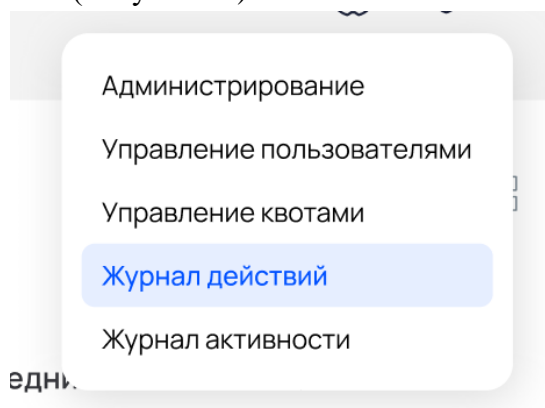 Администрирование
Управление пользователями
Управление квотами
Журнал действий
Журнал активности